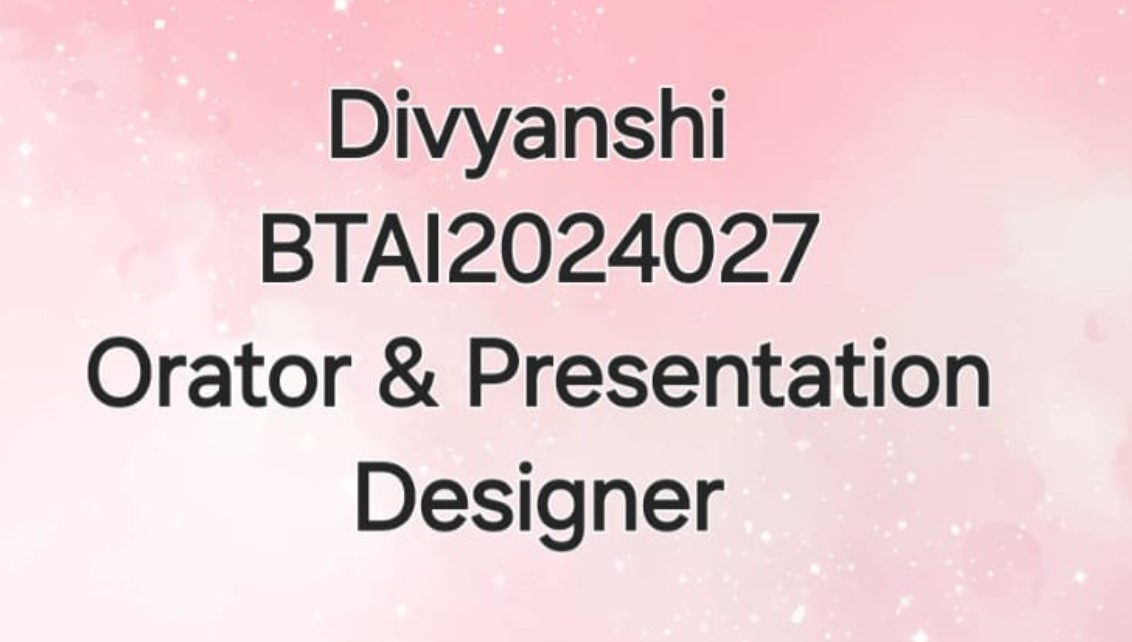 Divyanshi
BTAI2024027
Orator & Presentation
Designer